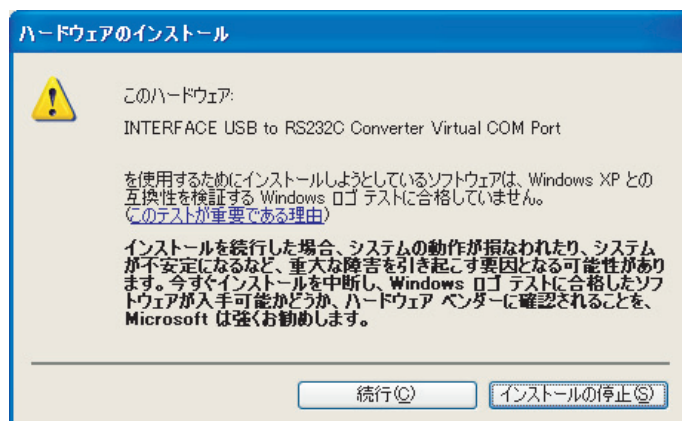 ハードウェアのインストール
このハードウェア:
INTERFACE USB to RS232C Converter Virtual COM Port
を使用するためにインストールしようとしているソフトウェアは、Windows XP との
互換性を検証する Windows ロゴ テストに合格していません。
(このテストが重要である理由)
インストールを続行した場合、システムの動作が損なわれたり、システム
が不安定になるなど、重大な障害を引き起こす要因となる可能性があり
ます。今すぐインストールを中断し、Windows ロゴ テストに合格したソフ
トウェアが入手可能かどうか、ハードウェア ベンダーに確認されることを、
Microsoft は強くお勧めします。
続行(C) インストールの停止(S)